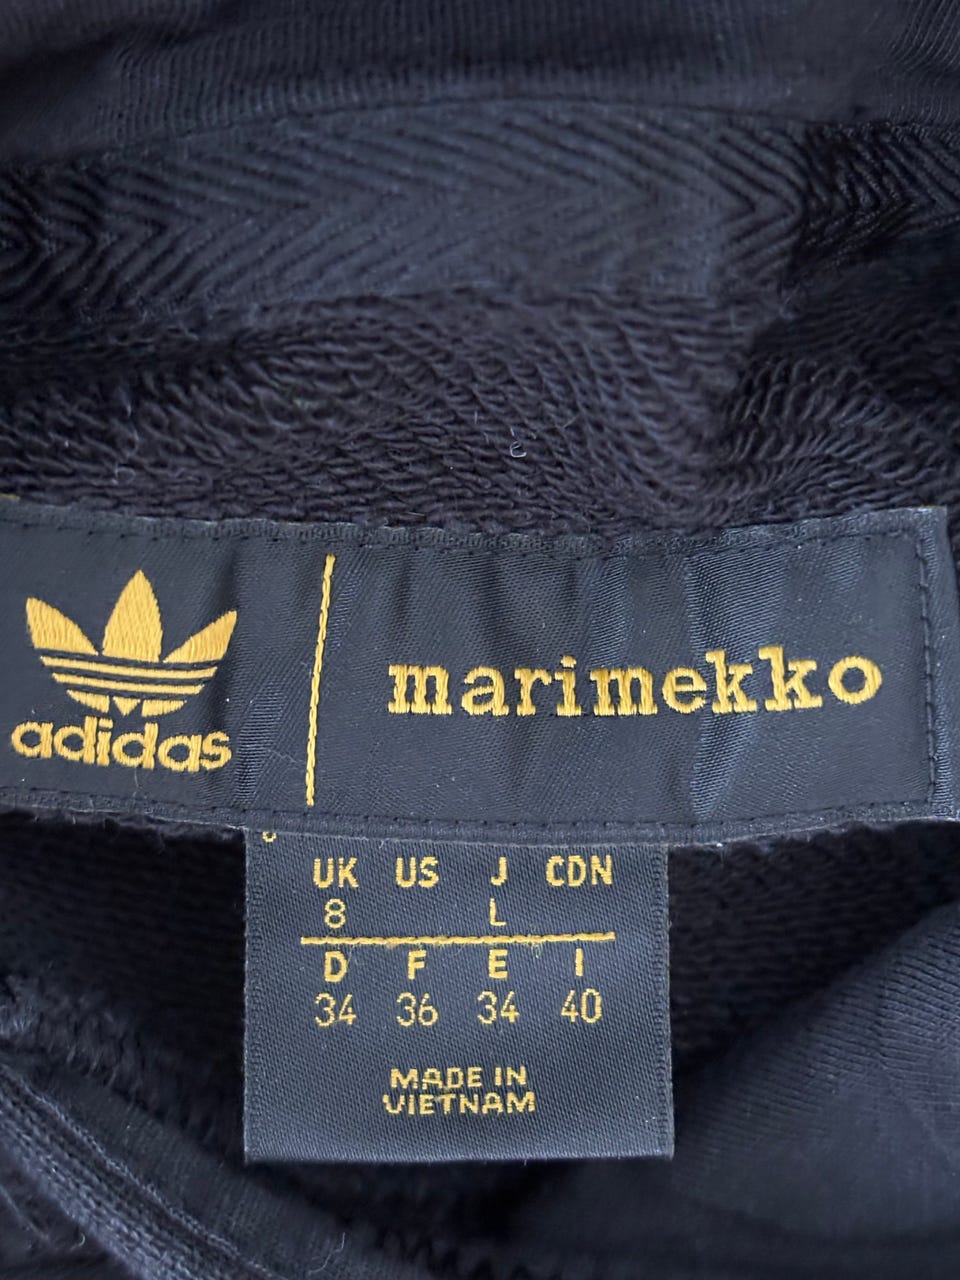 adidas
marimekko
UK US J CDN
8 L
D F E I
34 36 34 40
MADE IN
VIETNAM